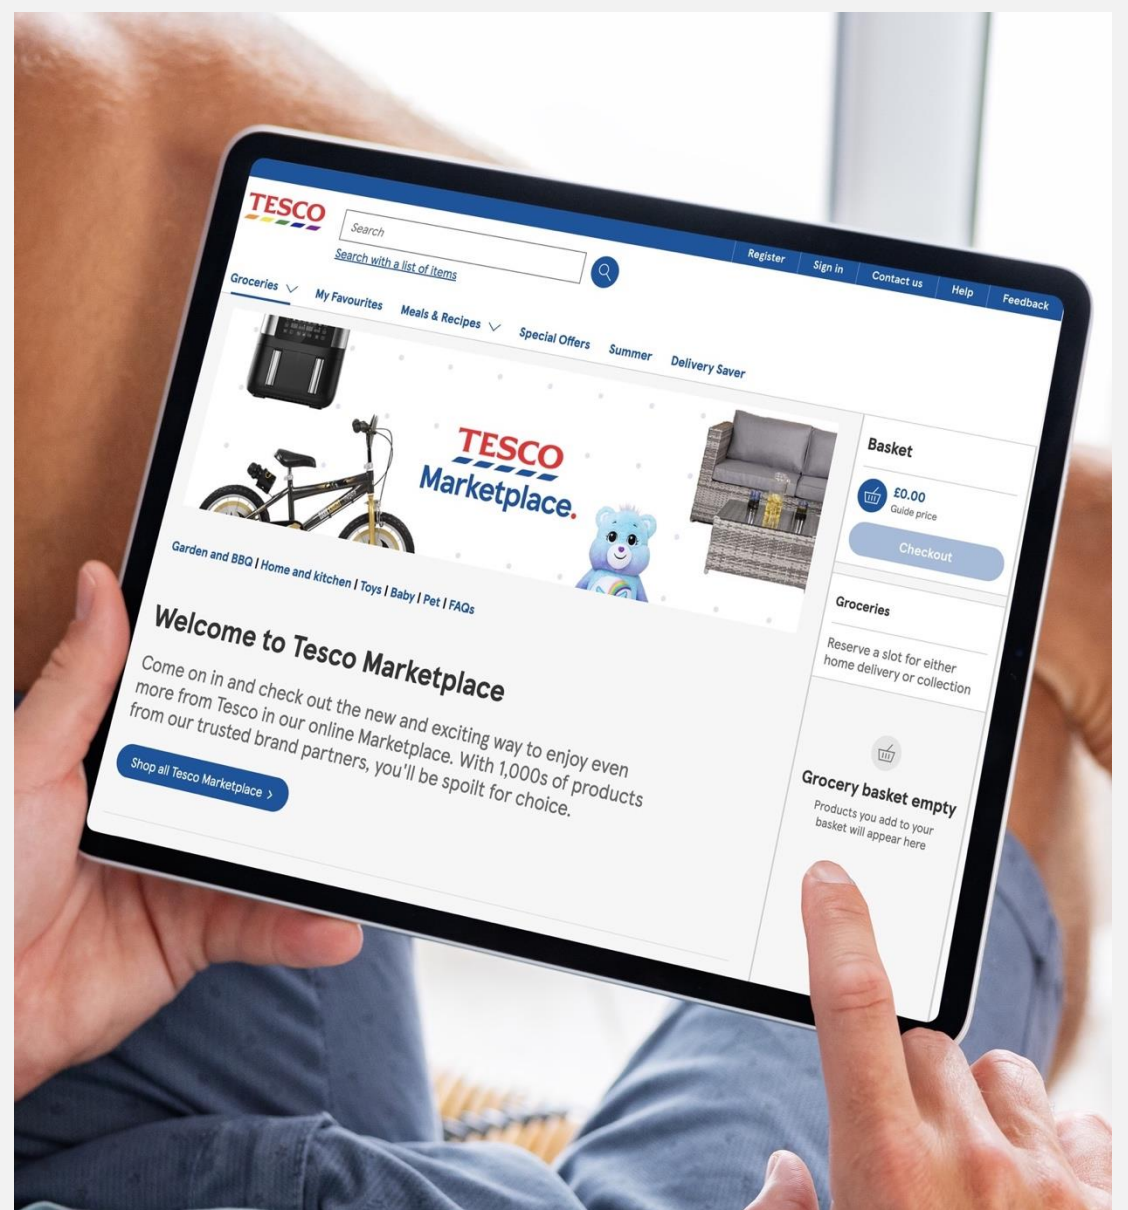 Register
Sign in
Contact us
Help
Feedback
TESCO
Search
Search with a list of items
Groceries
My Favourites
Meals & Recipes
Special Offers
Summer
Delivery Saver
TESCO
Marketplace.
Garden and BBQ | Home and kitchen | Toys | Baby | Pet | FAQs
Welcome to Tesco Marketplace
Come on in and check out the new and exciting way to enjoy even
more from Tesco in our online Marketplace. With 1,000s of products
from our trusted brand partners, you'll be spoilt for choice.
Shop all Tesco Marketplace >
Basket
£0.00
Guide price
Checkout
Groceries
Reserve a slot for either
home delivery or collection
Grocery basket empty
Products you add to your
basket will appear here